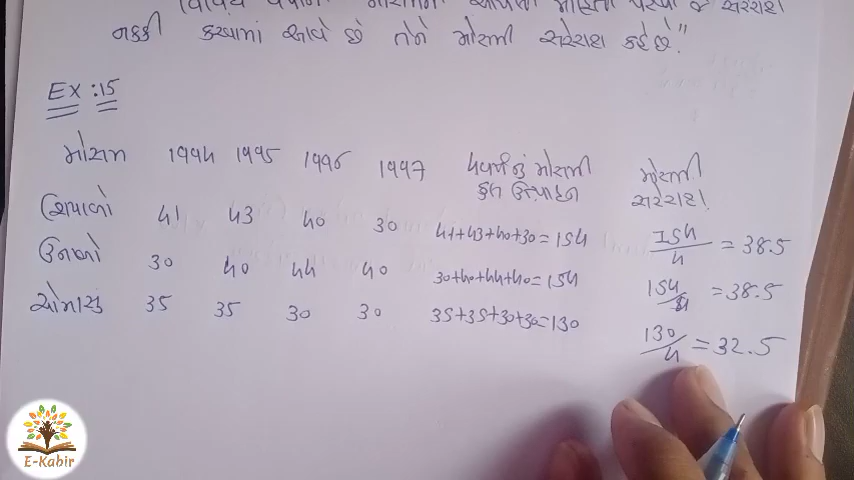 નક્કી કરવામાં આવે છે તેને મોસમી સરેરાશ કહે છે."
Ex : 15
મોસમ 1994 1995 1996 1997 4વર્ષનું મોસમી કુલ ઉત્પાદન મોસમી સરેરાશ
શિયાળો 41 43 40 30 41+43+40+30=154 154/4 = 38.5
ઉનાળો 30 40 44 40 30+40+44+40=154 154/4 = 38.5
ચોમાસુ 35 35 30 30 35+35+30+30=130 130/4 = 32.5
E-Kabir